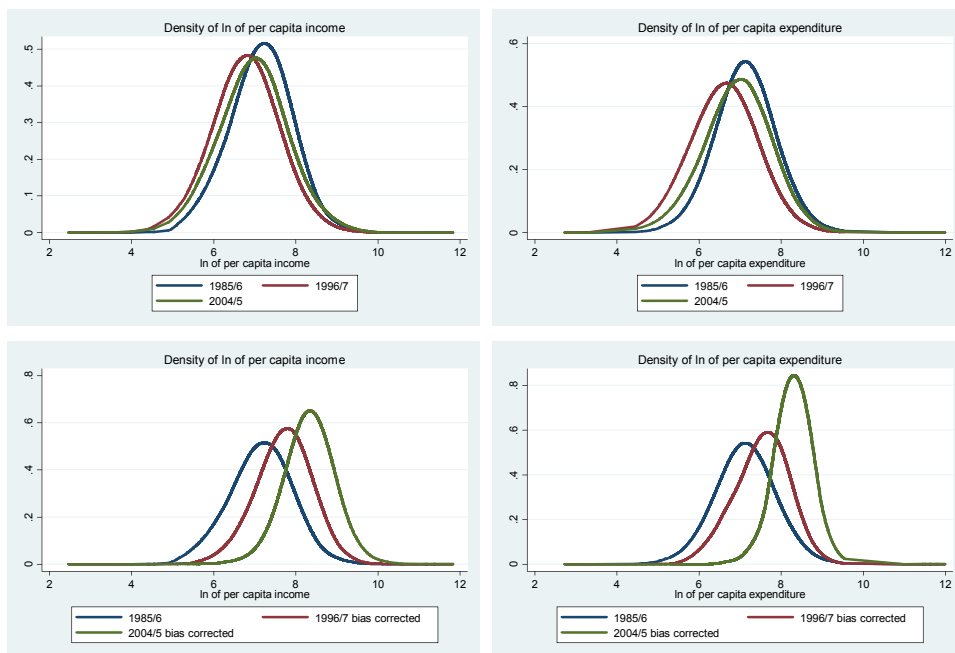 Density of ln of per capita income
.5
.4
.3
.2
.1
0
2 4 6 8 10 12
ln of per capita income
1985/6 1996/7
2004/5
Density of ln of per capita expenditure
.6
.4
.2
0
2 4 6 8 10 12
ln of per capita expenditure
1985/6 1996/7
2004/5
Density of ln of per capita income
.8
.6
.4
.2
0
2 4 6 8 10 12
ln of per capita income
1985/6 1996/7 bias corrected
2004/5 bias corrected
Density of ln of per capita expenditure
.8
.6
.4
.2
0
2 4 6 8 10 12
ln of per capita expenditure
1985/6 1996/7 bias corrected
2004/5 bias corrected